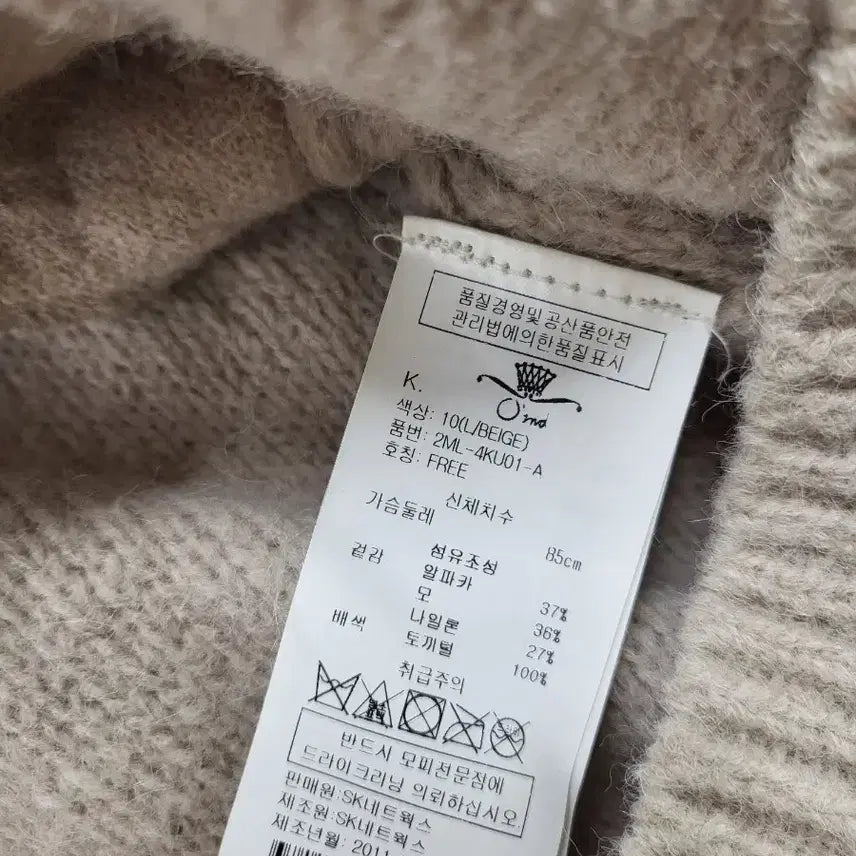 품질경영및공산품안전
관리법에의한품질표시
K.
O'2nd
색상: 10(L/BEIGE)
품번: 2ML-4KU01-A
호칭: FREE
신체치수
가슴둘레 85cm
섬유조성
겉감 알파카 37%
모 36%
나일론 27%
배색 토끼털 100%
취급주의
반드시 모피전문점에
드라이크리닝 의뢰하십시오
판매원:SK네트웍스
제조원:SK네트웍스
제조년월: 2011